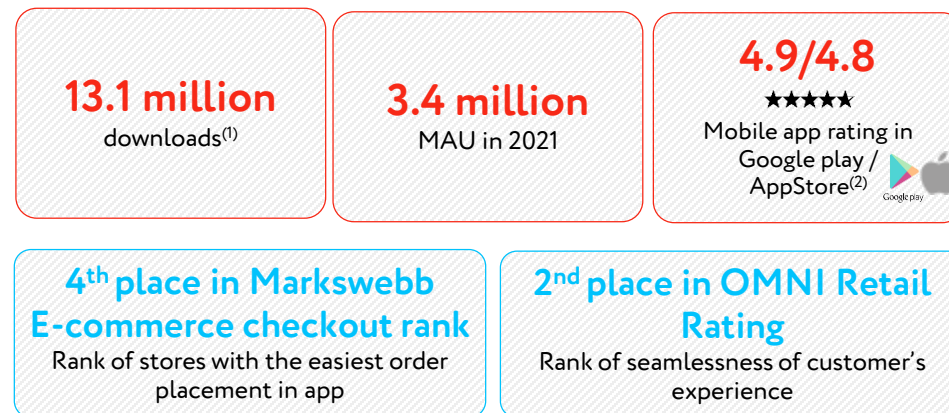 13.1 million
downloads(1)
3.4 million
MAU in 2021
4.9/4.8
Mobile app rating in
Google play /
AppStore(2)
Google play
4th place in Markswebb
E-commerce checkout rank
Rank of stores with the easiest order
placement in app
2nd place in OMNI Retail
Rating
Rank of seamlessness of customer's
experience